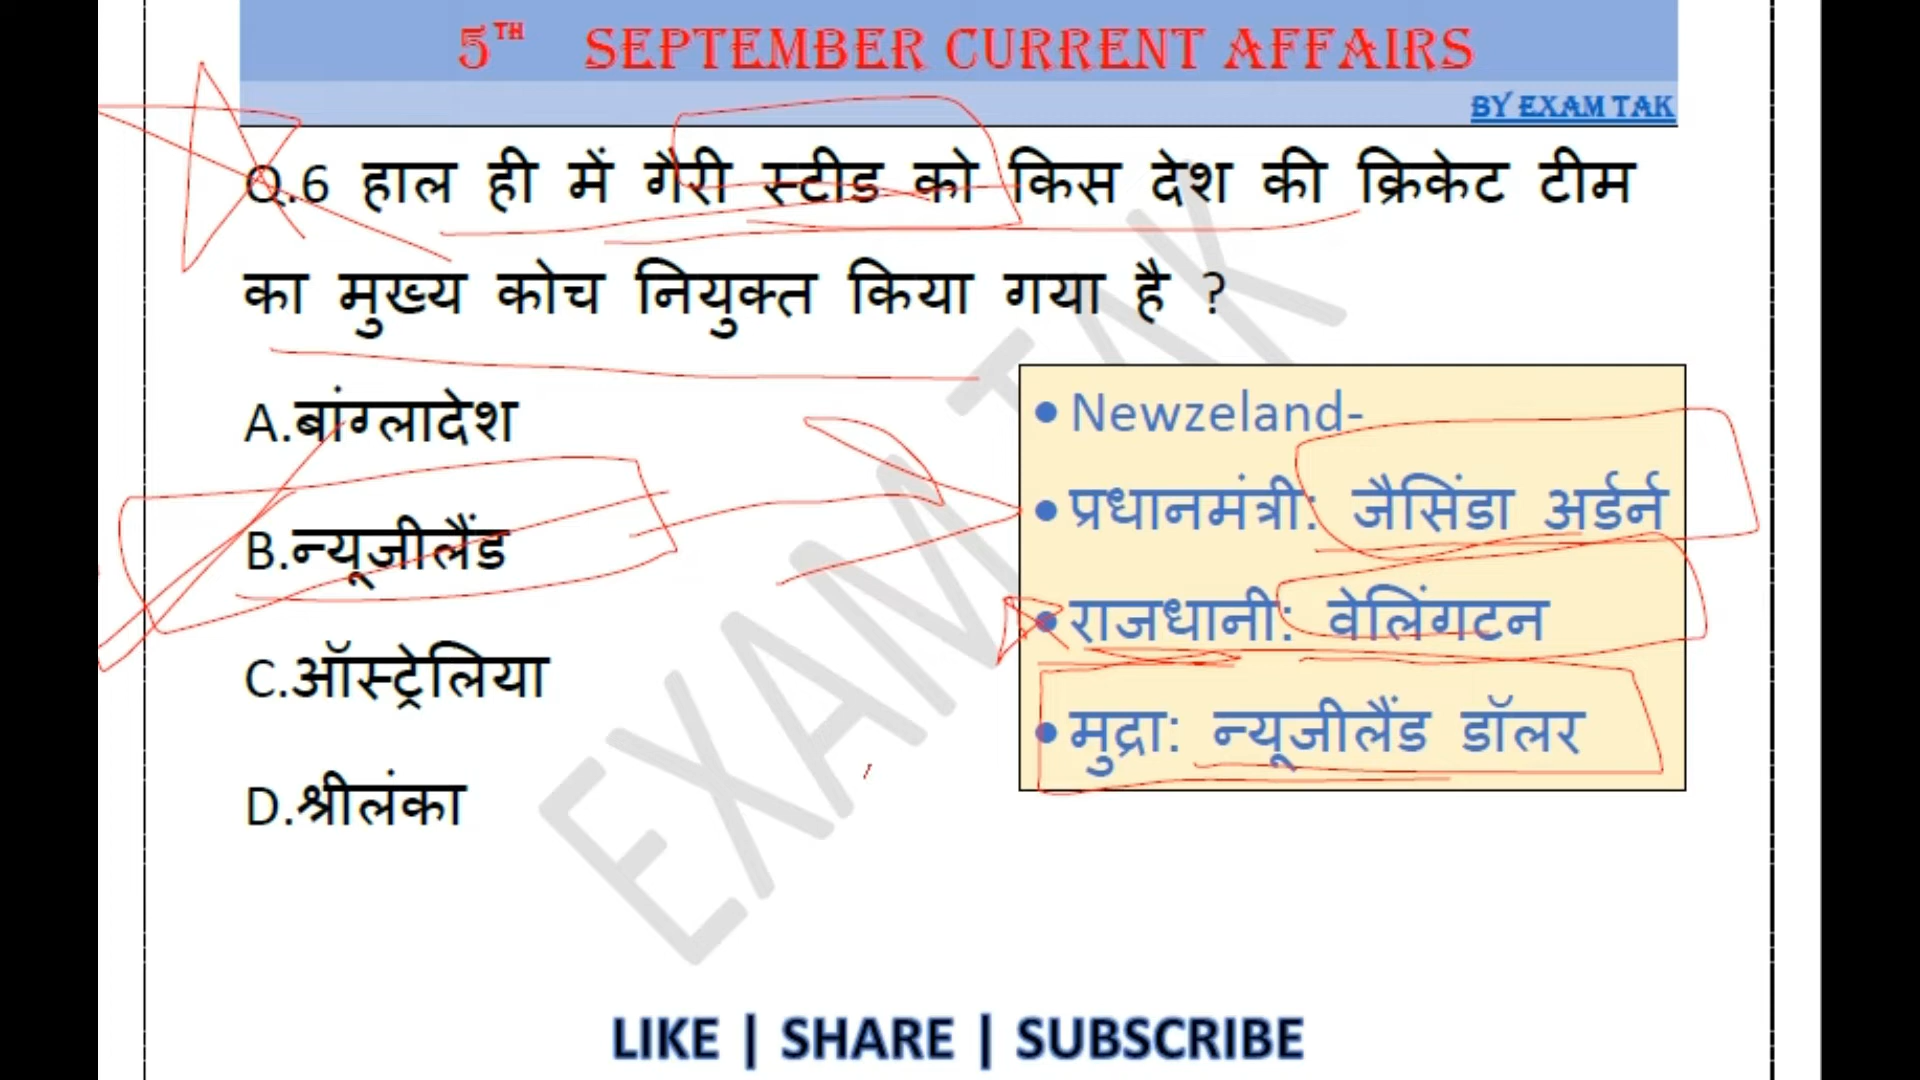 5TH SEPTEMBER CURRENT AFFAIRS
BY EXAM TAK
Q.6 हाल ही में गैरी स्टीड को किस देश की क्रिकेट टीम
का मुख्य कोच नियुक्त किया गया है ?
A.बांग्लादेश
B.न्यूजीलैंड
C.ऑस्ट्रेलिया
D.श्रीलंका
• Newzeland-
• प्रधानमंत्री: जैसिंडा अर्डर्न
• राजधानी: वेलिंगटन
• मुद्रा: न्यूजीलैंड डॉलर
EXAM TAK
LIKE | SHARE | SUBSCRIBE